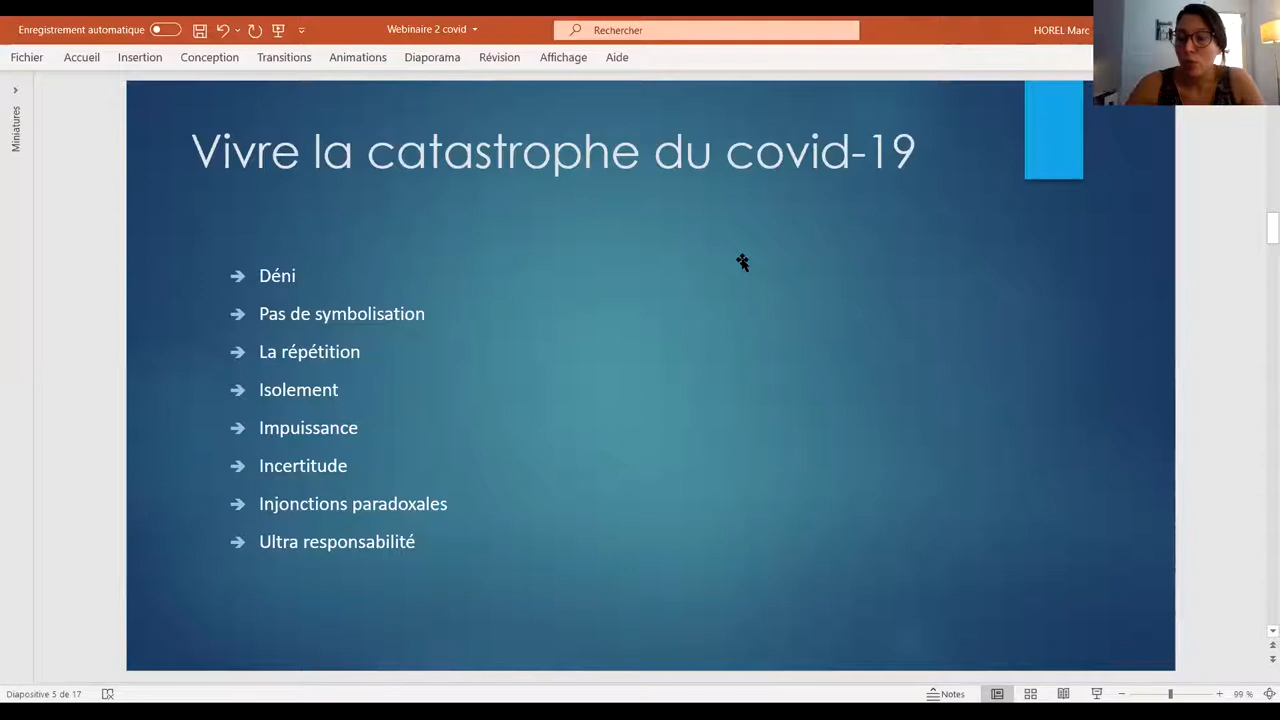 Enregistrement automatique
Webinaire 2 covid
Rechercher
HOREL Marc
Fichier Accueil Insertion Conception Transitions Animations Diaporama Révision Affichage Aide
Miniatures
Vivre la catastrophe du covid-19
Déni
Pas de symbolisation
La répétition
Isolement
Impuissance
Incertitude
Injonctions paradoxales
Ultra responsabilité
Diapositive 5 de 17
Notes
99 %